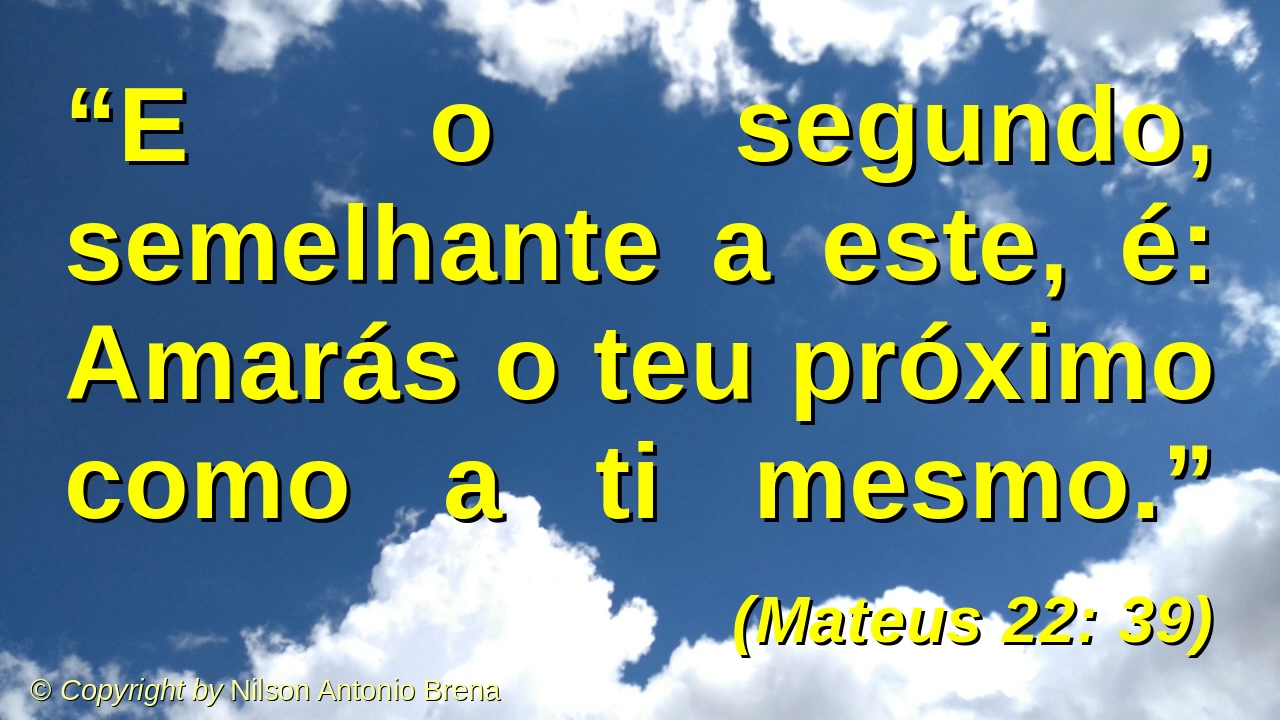 “E o segundo,
semelhante a este, é:
Amarás o teu próximo
como a ti mesmo.”
(Mateus 22: 39)
© Copyright by Nilson Antonio Brena